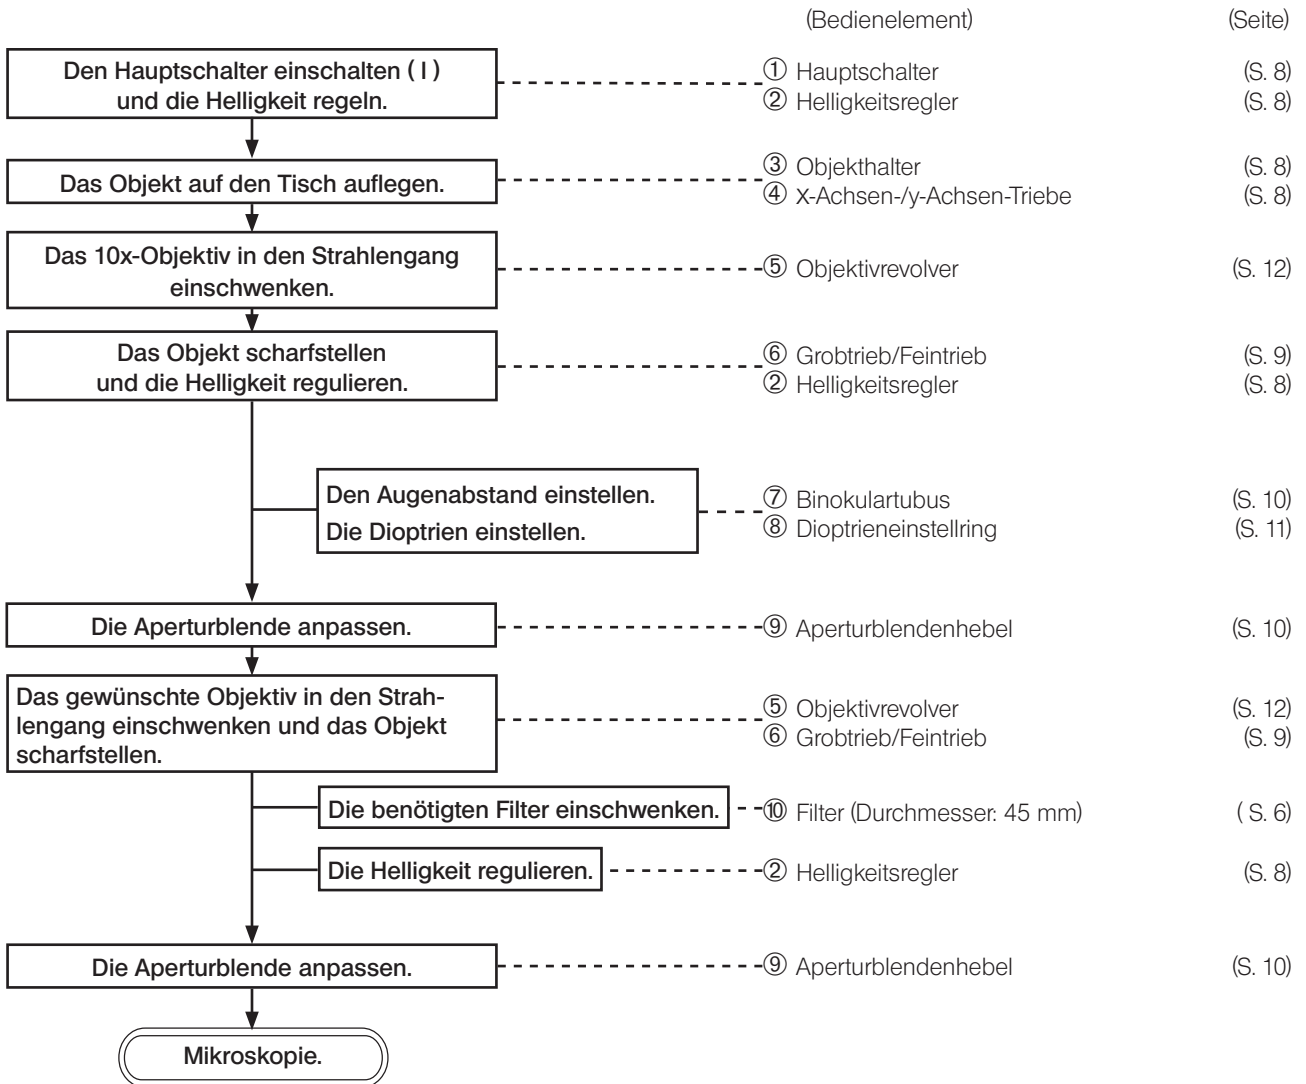 (Bedienelement) (Seite)
Den Hauptschalter einschalten ( I )
und die Helligkeit regeln.
① Hauptschalter (S. 8)
② Helligkeitsregler (S. 8)
Das Objekt auf den Tisch auflegen.
③ Objekthalter (S. 8)
④ X-Achsen-/y-Achsen-Triebe (S. 8)
Das 10x-Objektiv in den Strahlengang
einschwenken.
⑤ Objektivrevolver (S. 12)
Das Objekt scharfstellen
und die Helligkeit regulieren.
⑥ Grobtrieb/Feintrieb (S. 9)
② Helligkeitsregler (S. 8)
Den Augenabstand einstellen.
Die Dioptrien einstellen.
⑦ Binokulartubus (S. 10)
⑧ Dioptrieneinstellring (S. 11)
Die Aperturblende anpassen.
⑨ Aperturblendenhebel (S. 10)
Das gewünschte Objektiv in den Strah-
lengang einschwenken und das Objekt
scharfstellen.
⑤ Objektivrevolver (S. 12)
⑥ Grobtrieb/Feintrieb (S. 9)
Die benötigten Filter einschwenken.
⑩ Filter (Durchmesser: 45 mm) ( S. 6)
Die Helligkeit regulieren.
② Helligkeitsregler (S. 8)
Die Aperturblende anpassen.
⑨ Aperturblendenhebel (S. 10)
Mikroskopie.